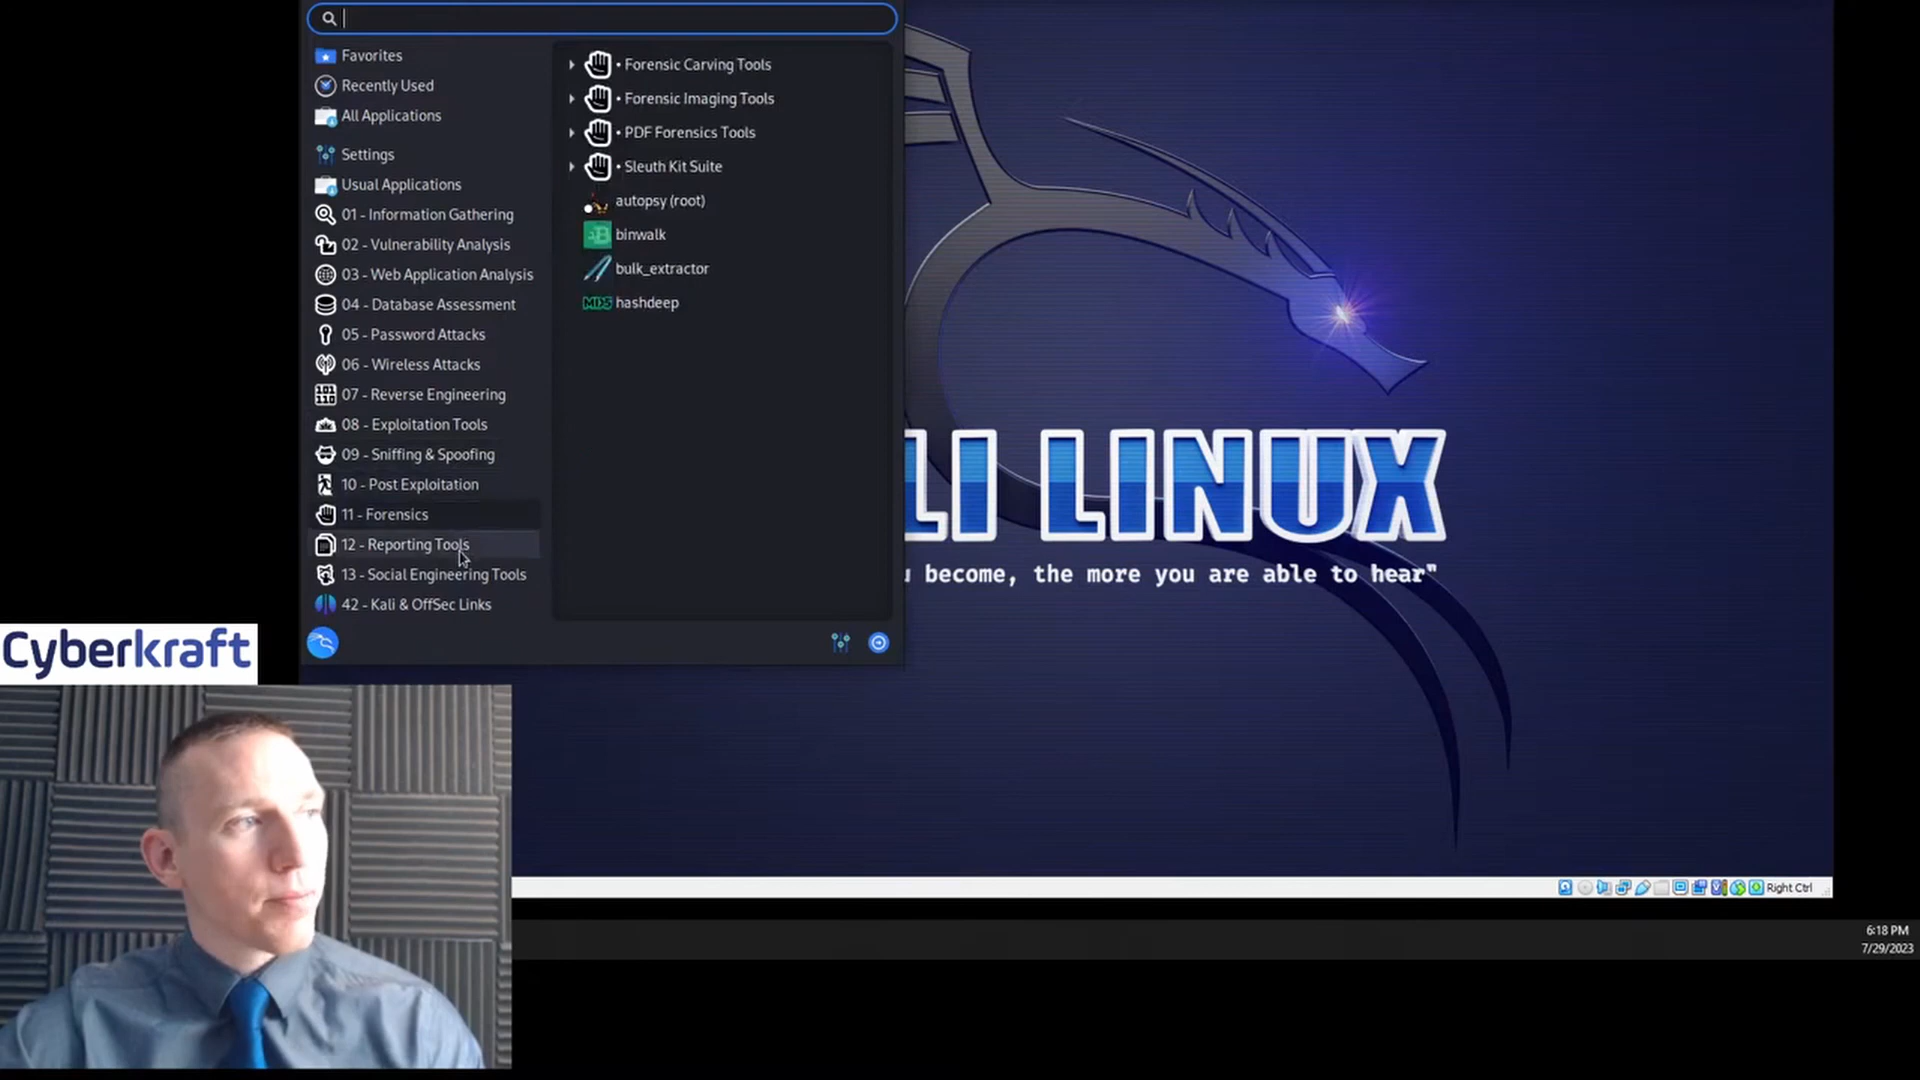 Favorites
Recently Used
All Applications
Settings
Usual Applications
01 - Information Gathering
02 - Vulnerability Analysis
03 - Web Application Analysis
04 - Database Assessment
05 - Password Attacks
06 - Wireless Attacks
07 - Reverse Engineering
08 - Exploitation Tools
09 - Sniffing & Spoofing
10 - Post Exploitation
11 - Forensics
12 - Reporting Tools
13 - Social Engineering Tools
42 - Kali & OffSec Links
• Forensic Carving Tools
• Forensic Imaging Tools
• PDF Forensics Tools
• Sleuth Kit Suite
autopsy (root)
binwalk
bulk_extractor
MD5 hashdeep
LI LINUX
u become, the more you are able to hear"
Cyberkraft
Right Ctrl
6:18 PM
7/29/2023